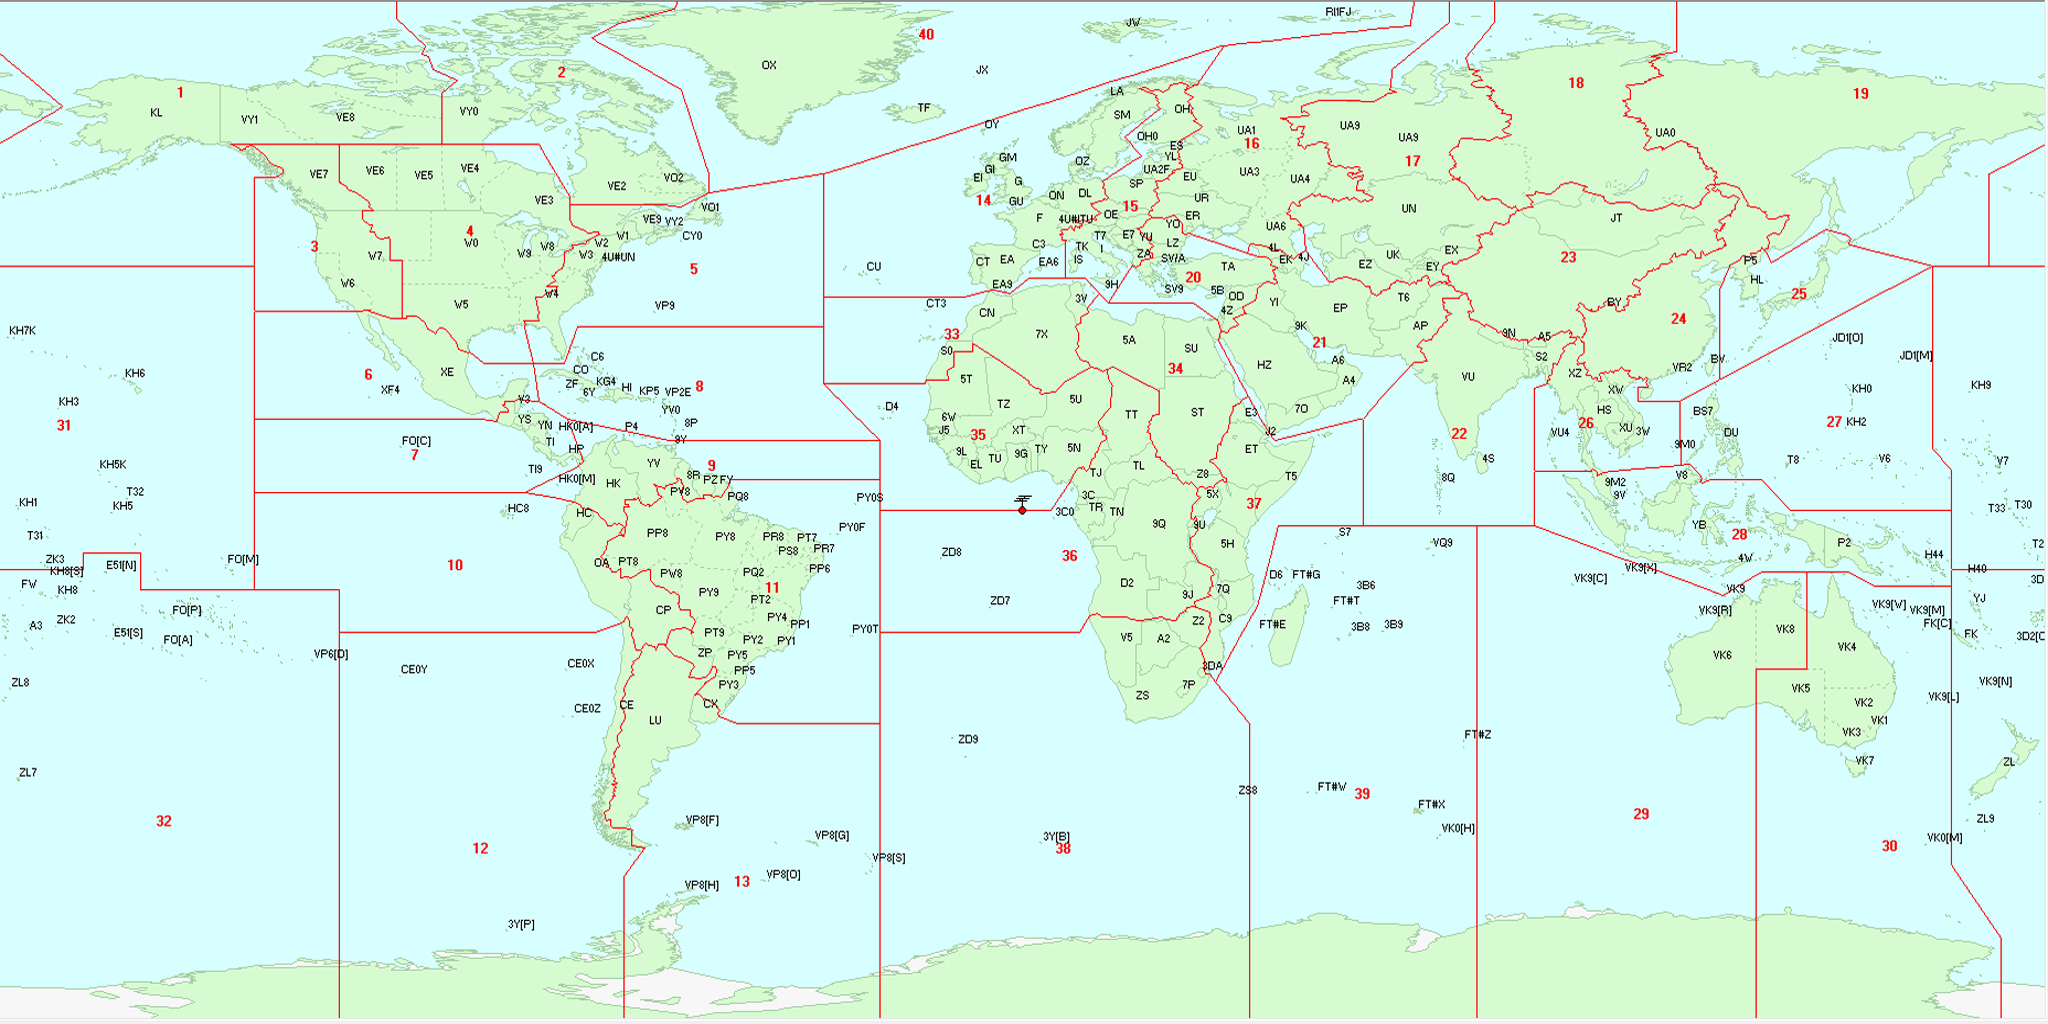 RI1FJ
JW
40
OX
JX
2
1
18
19
KL
VY1
VE8
VY0
TF
OY
LA
SM
OH
OH0
UA1
16
UA9
UA9
17
UA0
VE7
VE6
VE5
VE4
VE3
VE2
VO2
VO1
GM
GI
EI
G
GU
14
OZ
ON
DL
F
4U#ITU
ES
YL
UA2F
SP
15
EU
UA3
UA4
UR
ER
UA6
UN
JT
VE9
VY2
CY0
3
4
W0
W7
W6
W5
W9
W8
W2
W1
W3
W4
4U#UN
5
CU
VP9
C3
CT
EA
EA6
EA9
OE
T7
I
TK
IS
E7
YU
ZA
YO
LZ
SV/A
9H
SV9
20
TA
5B
OD
4Z
4L
EK
4J
EZ
UK
EX
EY
23
BY
P5
HL
25
24
KH7K
KH6
KH3
31
CT3
33
CN
3V
7X
5A
SU
34
YI
9K
EP
T6
AP
21
A6
A4
HZ
7O
9N
A5
S2
VU
XZ
VR2
BV
JD1[O]
JD1[M]
KH0
KH9
27
KH2
6
XE
XF4
C6
CO
ZF
6Y
KG4
HI
KP5
VP2E
8
YV0
8P
9Y
V3
YS
YN
TI
HK0[A]
HP
P4
TI9
HK0[M]
FO[C]
7
9
YV
8R
PZ
FY
HK
PY8
PQ8
S0
5T
TZ
5U
TT
ST
E3
J2
D4
6W
J5
35
XT
9L
EL
TU
9G
TY
5N
TJ
TL
Z8
ET
T5
37
22
4S
8Q
XW
HS
XU
3W
26
VU4
BS7
DU
9M0
T8
V6
V7
9M2
9V
V8
YB
28
4W
P2
H44
H40
KH5K
T32
KH5
KH1
T31
ZK3
KH8[S]
FW
KH8
E51[N]
FO[M]
FO[P]
ZK2
A3
E51[S]
FO[A]
VP6[D]
HC8
HC
10
OA
PP8
PT8
PW8
PY8
PR8
PT7
PS8
PR7
PP6
PQ2
11
PY9
PT2
PY4
PP1
PY1
PY2
PT9
CP
ZP
PY5
PP5
PY3
CX
CE
LU
PY0S
PY0F
PY0T
3C0
3C
TR
TN
9Q
5X
9U
5H
36
ZD8
ZD7
D2
9J
7Q
C9
Z2
V5
A2
3DA
7P
ZS
S7
VQ9
D6
FT#G
3B6
FT#T
3B8
3B9
FT#E
VK9[C]
VK9[X]
VK9
VK9[R]
VK8
VK6
VK4
VK5
VK2
VK1
VK3
VK7
VK9[W]
VK9[M]
FK[C]
YJ
FK
VK9[N]
VK9[L]
T33
T30
T2
3D
3D2[C
ZL
ZL9
VK0[M]
ZL8
ZL7
32
CE0Y
CE0X
CE0Z
12
3Y[P]
VP8[F]
VP8[G]
VP8[S]
VP8[O]
VP8[H]
13
ZD9
3Y[B]
38
ZS8
FT#W
39
FT#Z
FT#X
VK0[H]
29
30